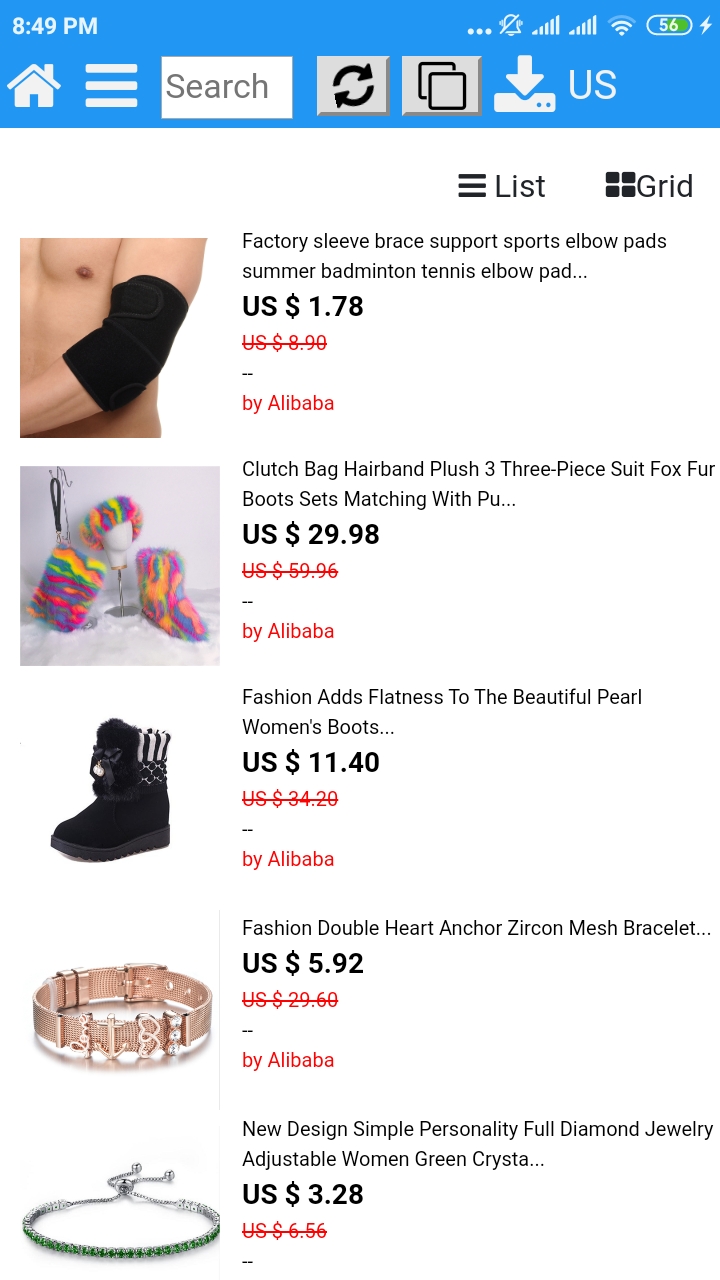 8:49 PM
56
Search
US
List
Grid
Factory sleeve brace support sports elbow pads
summer badminton tennis elbow pad...
US $ 1.78
US $ 8.90
--
by Alibaba
Clutch Bag Hairband Plush 3 Three-Piece Suit Fox Fur
Boots Sets Matching With Pu...
US $ 29.98
US $ 59.96
--
by Alibaba
Fashion Adds Flatness To The Beautiful Pearl
Women's Boots...
US $ 11.40
US $ 34.20
--
by Alibaba
Fashion Double Heart Anchor Zircon Mesh Bracelet...
US $ 5.92
US $ 29.60
--
by Alibaba
New Design Simple Personality Full Diamond Jewelry
Adjustable Women Green Crysta...
US $ 3.28
US $ 6.56
--